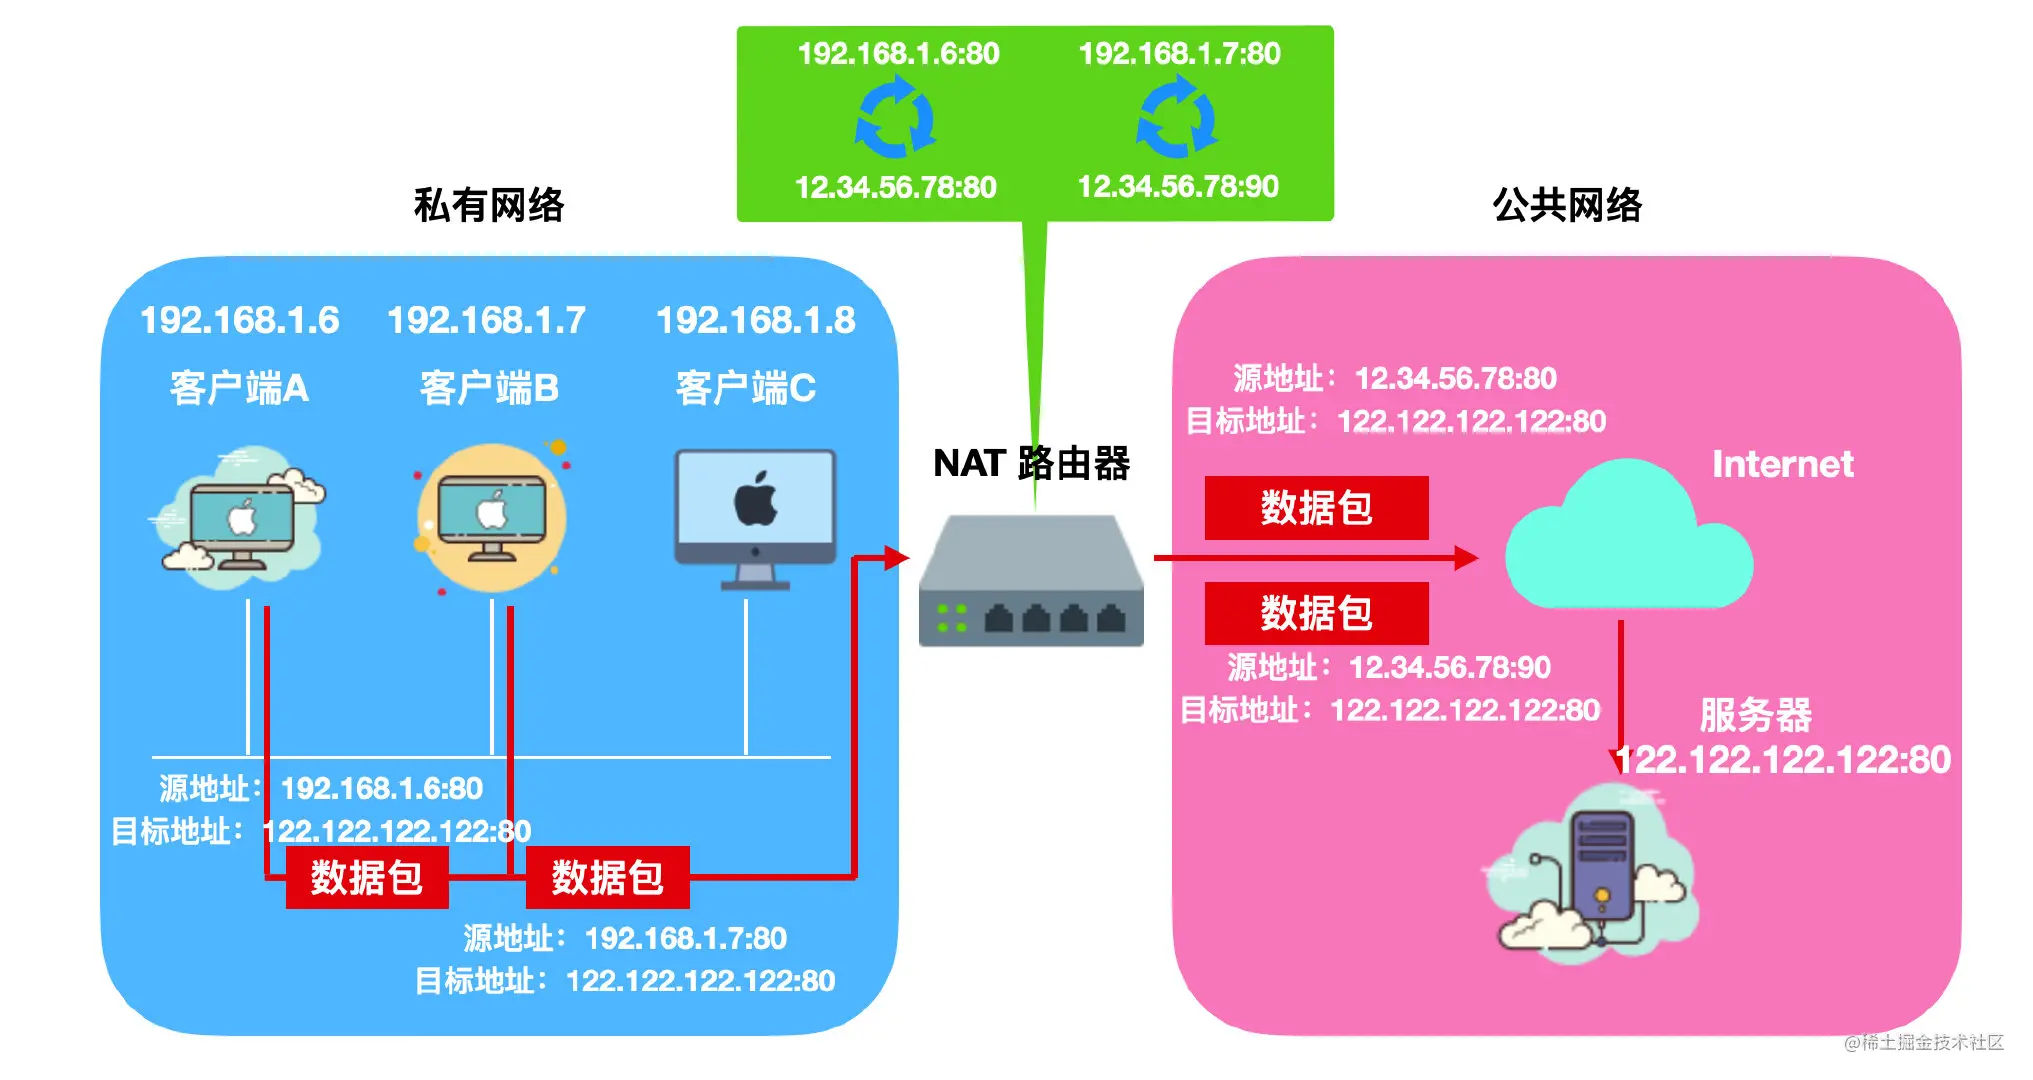 192.168.1.6:80
192.168.1.7:80
12.34.56.78:80
12.34.56.78:90
私有网络
192.168.1.6
192.168.1.7
192.168.1.8
客户端A
客户端B
客户端C
源地址：192.168.1.6:80
目标地址：122.122.122.122:80
数据包
数据包
源地址：192.168.1.7:80
目标地址：122.122.122.122:80
NAT 路由器
公共网络
源地址：12.34.56.78:80
目标地址：122.122.122.122:80
Internet
数据包
数据包
源地址：12.34.56.78:90
目标地址：122.122.122.122:80
服务器
122.122.122.122:80
@稀土掘金技术社区